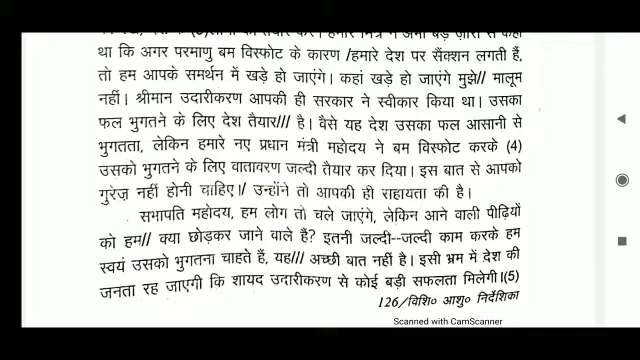 था कि अगर परमाणु बम विस्फोट के कारण /हमारे देश पर सैंक्शन लगती हैं,
तो हम आपके समर्थन में खड़े हो जाएंगे। कहां खड़े हो जाएंगे मुझे// मालूम
नहीं। श्रीमान उदारीकरण आपकी ही सरकार ने स्वीकार किया था। उसका
फल भुगतने के लिए देश तैयार/// है। वैसे यह देश उसका फल आसानी से
भुगतता, लेकिन हमारे नए प्रधान मंत्री महोदय ने बम विस्फोट करके (4)
उसको भुगतने के लिए वातावरण जल्दी तैयार कर दिया। इस बात से आपको
गुरेज़ नहीं होनी चाहिए।/ उन्होंने तो आपकी ही राहायता की है।
सभापति महोदय, हम लोग तो चले जाएंगे, लेकिन आने वाली पीढ़ियों
को हम// क्या छोड़कर जाने वाले है? इतनी जल्दी--जल्दी काम करके हम
स्वयं उसको भुगतना चाहते हैं, यह/// अच्छी बात नहीं है। इसी भ्रम में देश की
जनता रह जाएगी कि शायद उदारीकरण से कोई बड़ी सफलता मिलेगी।(5)
126/विशि० आशु० निर्देशिका
Scanned with CamScanner